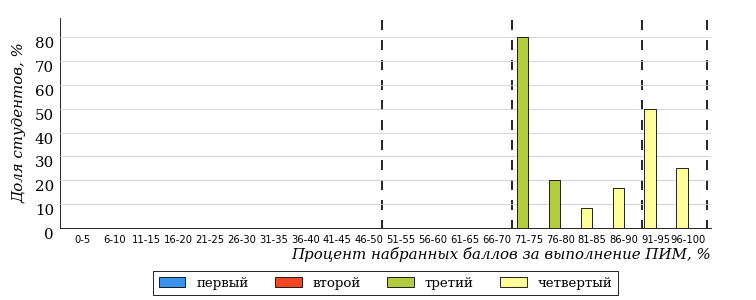 Доля студентов, %
80
70
60
50
40
30
20
10
0
0-5 6-10 11-15 16-20 21-25 26-30 31-35 36-40 41-45 46-50 51-55 56-60 61-65 66-70 71-75 76-80 81-85 86-90 91-95 96-100
Процент набранных баллов за выполнение ПИМ, %
первый второй третий четвертый